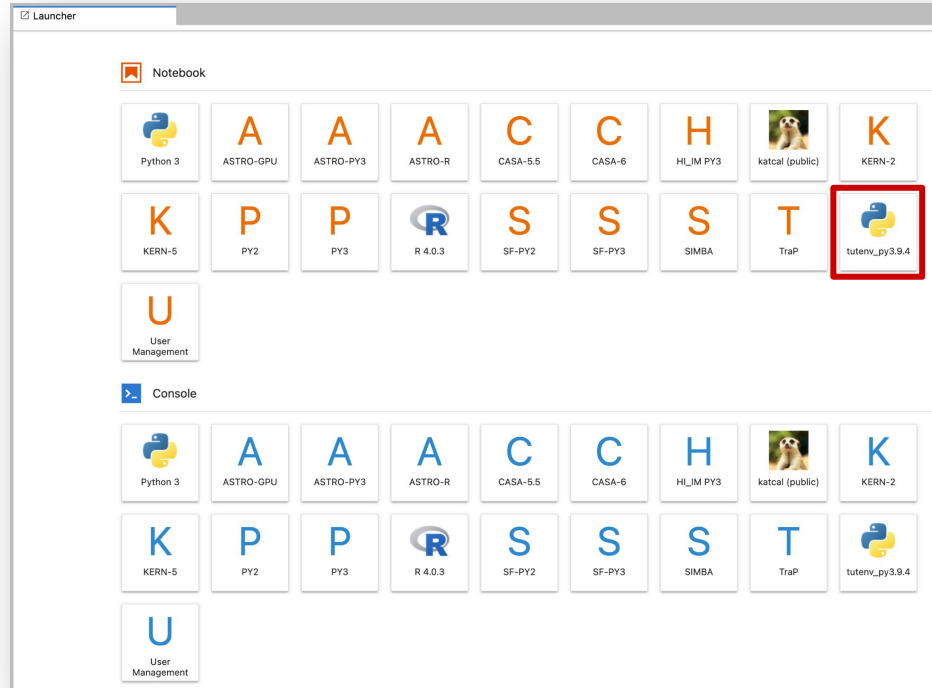 Launcher
Notebook
A A A C C H K
Python 3 ASTRO-GPU ASTRO-PY3 ASTRO-R CASA-5.5 CASA-6 HI_IM PY3 katcal (public) KERN-2
K P P R S S S T
KERN-5 PY2 PY3 R 4.0.3 SF-PY2 SF-PY3 SIMBA TraP tutenv_py3.9.4
U
User
Management
Console
A A A C C H K
Python 3 ASTRO-GPU ASTRO-PY3 ASTRO-R CASA-5.5 CASA-6 HI_IM PY3 katcal (public) KERN-2
K P P R S S S T
KERN-5 PY2 PY3 R 4.0.3 SF-PY2 SF-PY3 SIMBA TraP tutenv_py3.9.4
U
User
Management